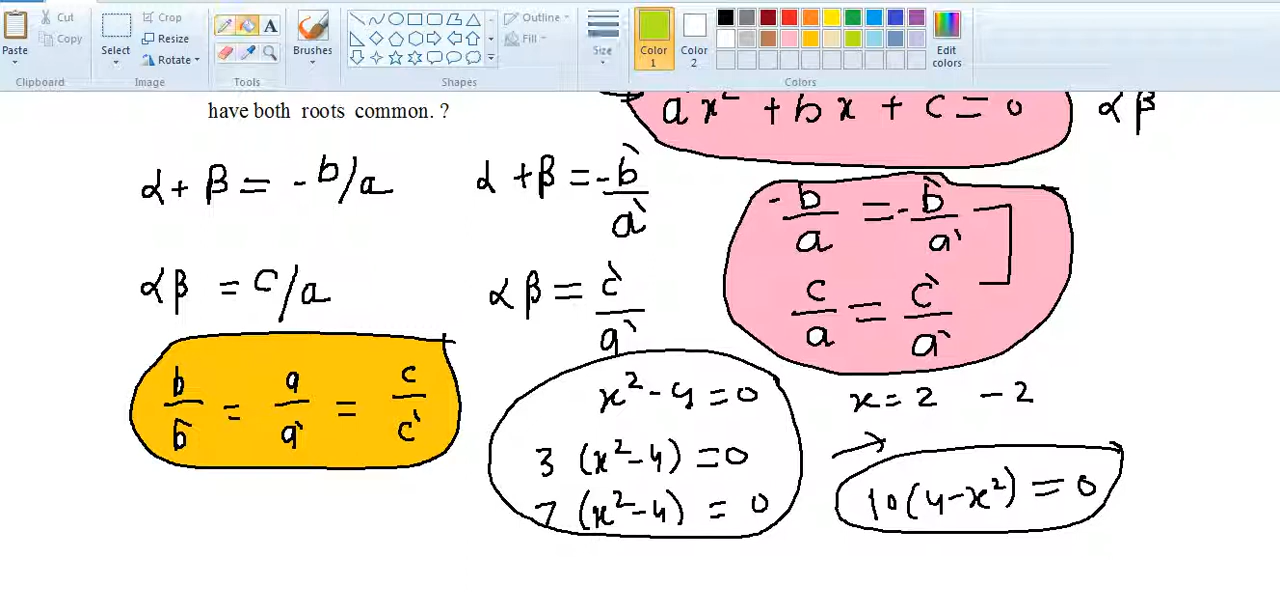 Paste
Cut
Copy
Clipboard
Select
Crop
Resize
Rotate
Image
A
Tools
Brushes
Outline
Fill
Shapes
Size
Color 1
Color 2
Edit colors
Colors
have both roots common. ?
ax² + bx + c = 0 α β
α + β = -b/a
α + β = -b`/a`
-b/a = -b`/a`
αβ = c/a
αβ = c`/a`
c/a = c`/a`
b/b` = a/a` = c/c`
x² - 4 = 0
x = 2 -2
3 (x² - 4) = 0
7 (x² - 4) = 0
10(4 - x²) = 0